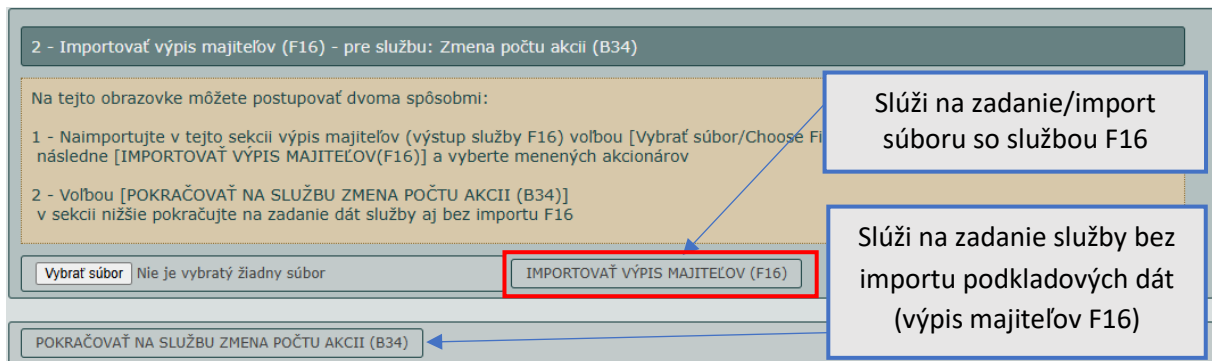 2 - Importovať výpis majiteľov (F16) - pre službu: Zmena počtu akcii (B34)
Na tejto obrazovke môžete postupovať dvoma spôsobmi:
1 - Naimportujte v tejto sekcii výpis majiteľov (výstup služby F16) voľbou [Vybrať súbor/Choose Fi
následne [IMPORTOVAŤ VÝPIS MAJITEĽOV(F16)] a vyberte menených akcionárov
2 - Voľbou [POKRAČOVAŤ NA SLUŽBU ZMENA POČTU AKCII (B34)]
v sekcii nižšie pokračujte na zadanie dát služby aj bez importu F16
Vybrať súbor Nie je vybratý žiadny súbor
IMPORTOVAŤ VÝPIS MAJITEĽOV (F16)
POKRAČOVAŤ NA SLUŽBU ZMENA POČTU AKCII (B34)
Slúži na zadanie/import
súboru so službou F16
Slúži na zadanie služby bez
importu podkladových dát
(výpis majiteľov F16)